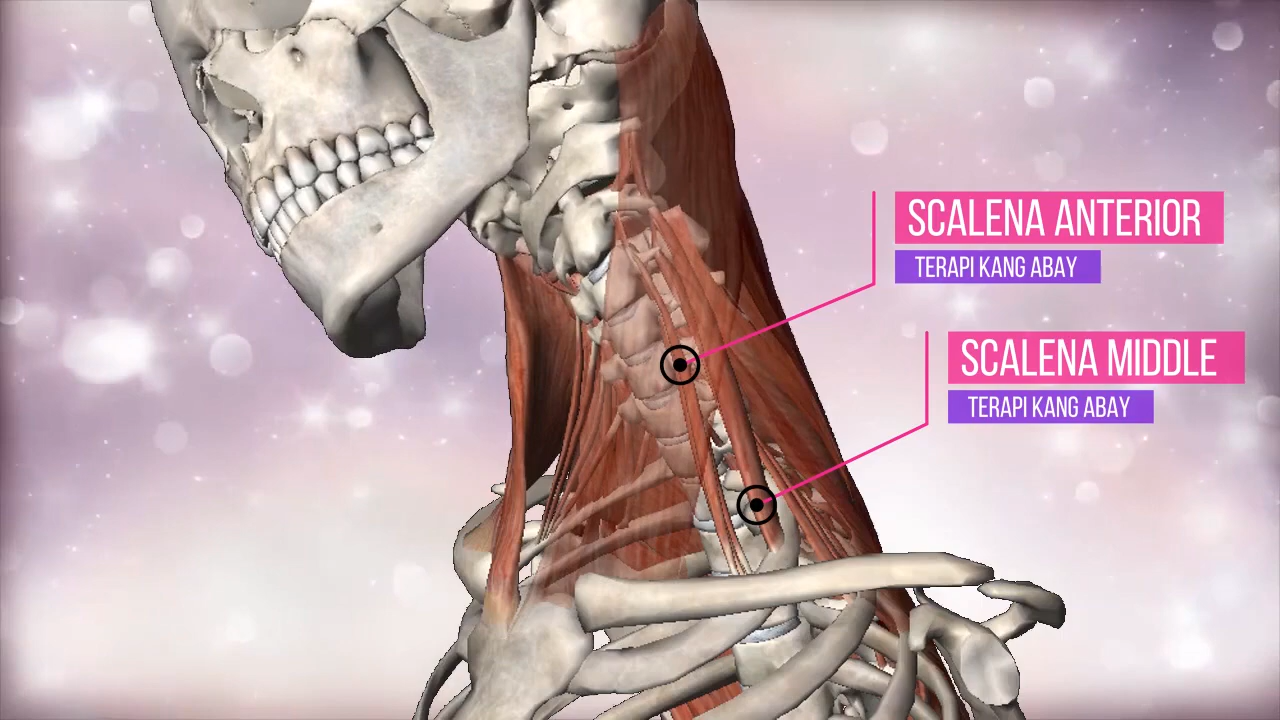 SCALENA ANTERIOR
TERAPI KANG ABAY
SCALENA MIDDLE
TERAPI KANG ABAY